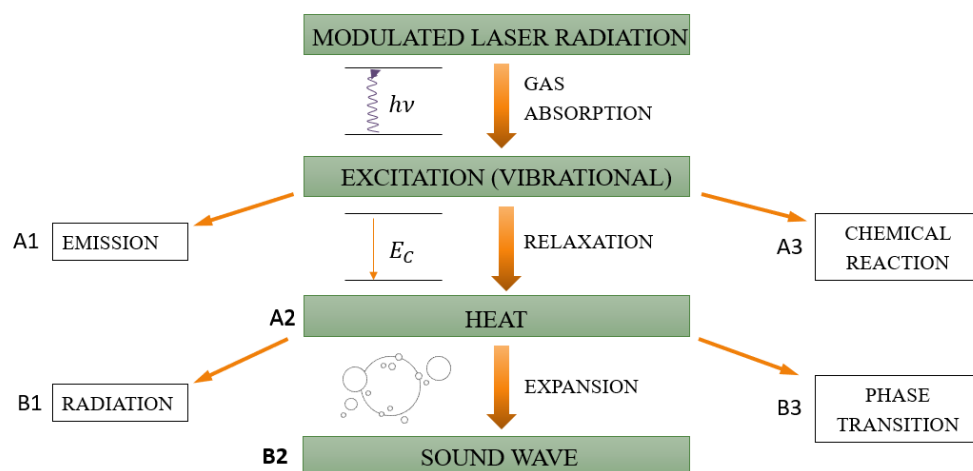 MODULATED LASER RADIATION
hν
GAS
ABSORPTION
EXCITATION (VIBRATIONAL)
A1 EMISSION
E_C
RELAXATION
A3 CHEMICAL
REACTION
A2 HEAT
B1 RADIATION
EXPANSION
B3 PHASE
TRANSITION
B2 SOUND WAVE